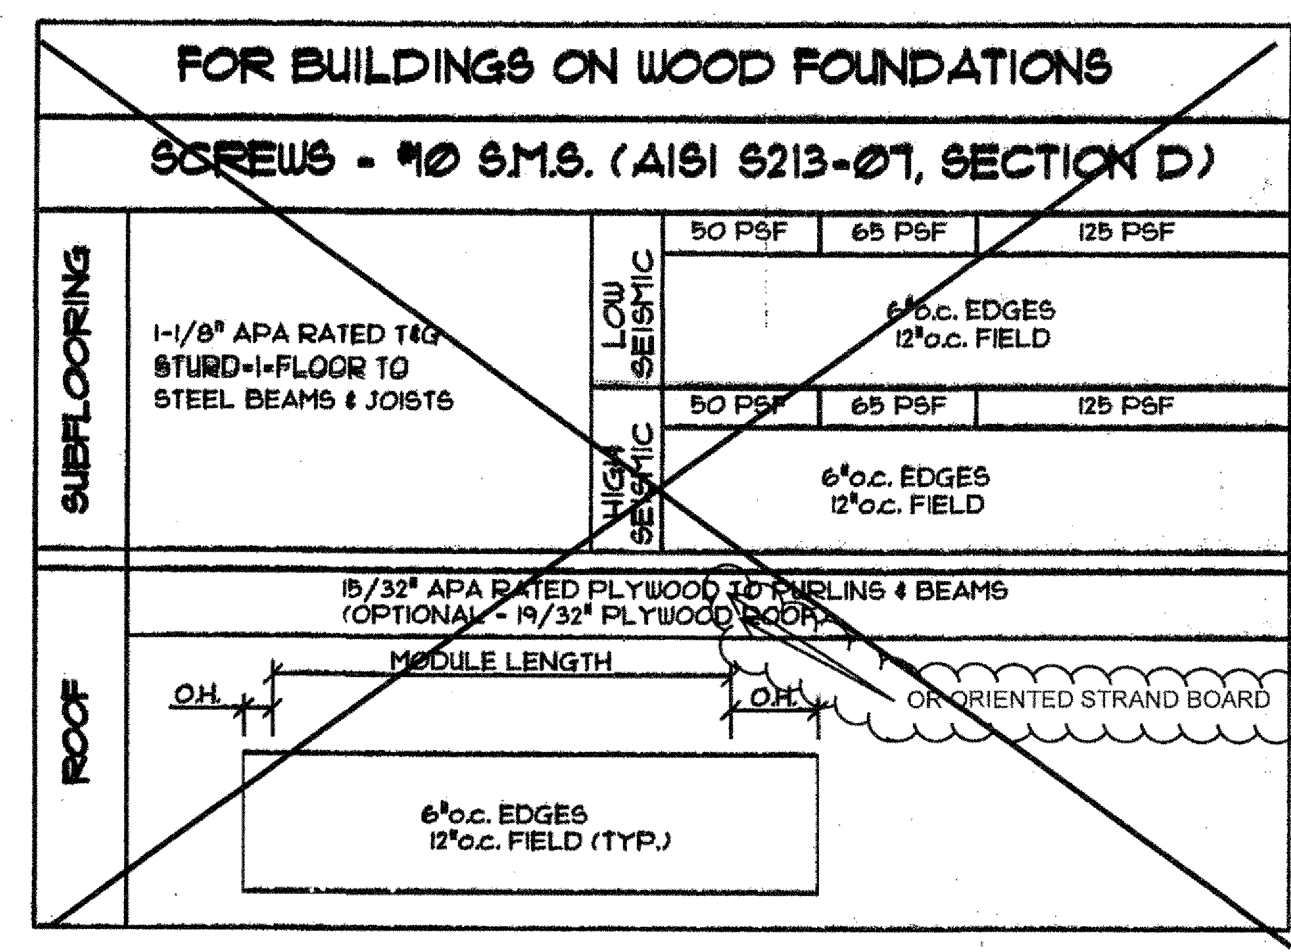 FOR BUILDINGS ON WOOD FOUNDATIONS
SCREWS - #10 S.M.S. (AISI S213-07, SECTION D)
SUBFLOORING
1-1/8" APA RATED T&G
STURD-I-FLOOR TO
STEEL BEAMS & JOISTS
LOW
SEISMIC
50 PSF 65 PSF 125 PSF
6"o.c. EDGES
12"o.c. FIELD
HIGH
SEISMIC
50 PSF 65 PSF 125 PSF
6"o.c. EDGES
12"o.c. FIELD
ROOF
15/32" APA RATED PLYWOOD TO PURLINS & BEAMS
(OPTIONAL - 19/32" PLYWOOD ROOF)
MODULE LENGTH
O.H.
O.H.
OR ORIENTED STRAND BOARD
6"o.c. EDGES
12"o.c. FIELD (TYP.)